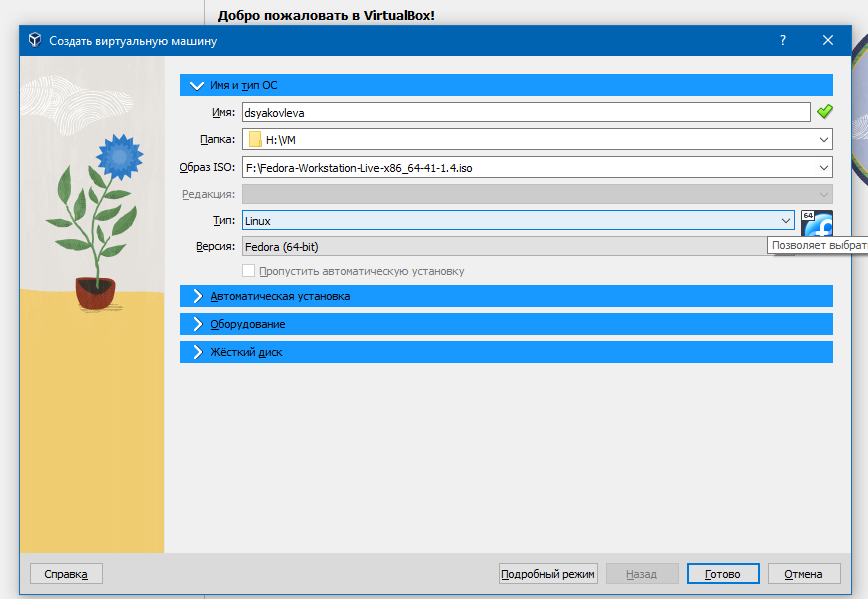 Добро пожаловать в VirtualBox!
Создать виртуальную машину
?
Имя и тип ОС
Имя: dsyakovleva
Папка: H:\VM
Образ ISO: F:\Fedora-Workstation-Live-x86_64-41-1.4.iso
Редакция:
Тип: Linux
64
Позволяет выбрат
Версия: Fedora (64-bit)
Пропустить автоматическую установку
Автоматическая установка
Оборудование
Жёсткий диск
Справка Подробный режим Назад Готово Отмена